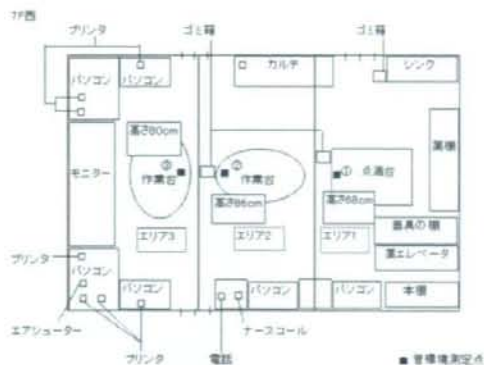 7F西
プリンタ
ゴミ箱
ゴミ箱
パソコン
パソコン
カルテ
シンク
高さ80cm
薬棚
モニター
③
作業台
②
作業台
① 点滴台
高さ86cm
高さ68cm
エリア3
エリア2
エリア1
器具の棚
薬エレベータ
プリンタ
パソコン
パソコン
パソコン
パソコン
本棚
エアシューター
プリンタ
電話
ナースコール
■ 音環境測定点